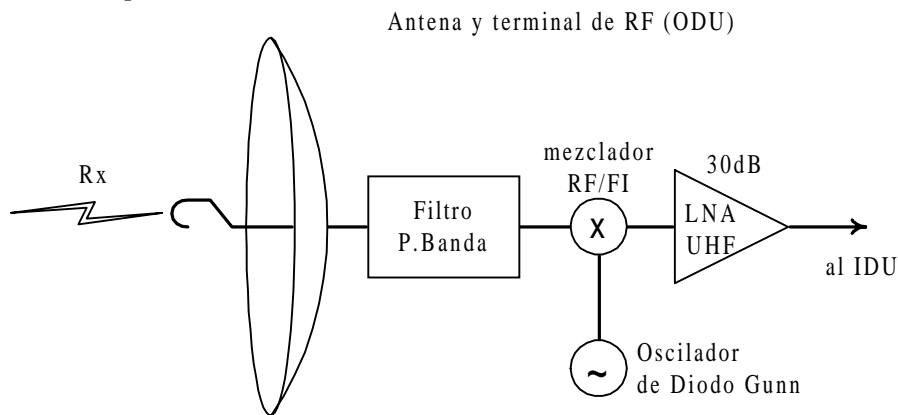 Antena y terminal de RF (ODU)
Rx
Filtro
P.Banda
mezclador
RF/FI
X
~
Oscilador
de Diodo Gunn
30dB
LNA
UHF
al IDU